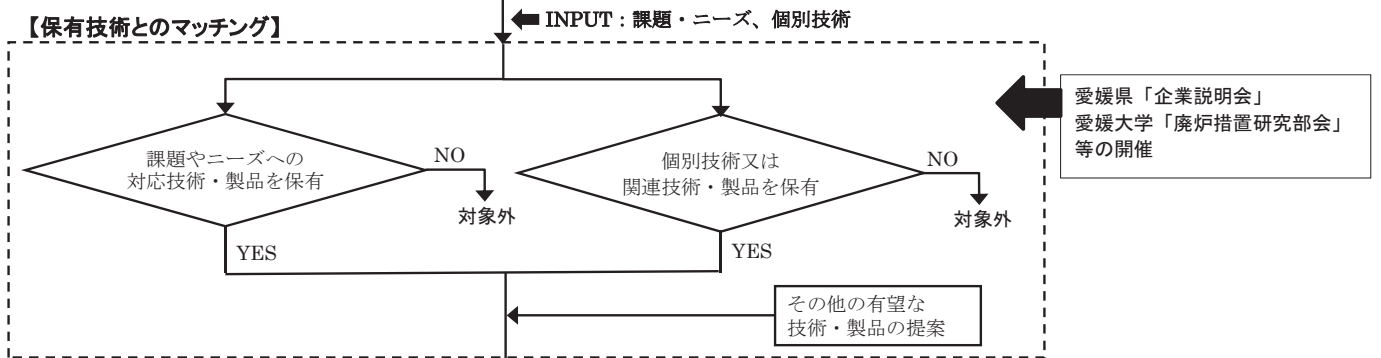 【保有技術とのマッチング】
INPUT：課題・ニーズ、個別技術
愛媛県「企業説明会」
愛媛大学「廃炉措置研究部会」
等の開催
課題やニーズへの
対応技術・製品を保有
NO
対象外
YES
個別技術又は
関連技術・製品を保有
NO
対象外
YES
その他の有望な
技術・製品の提案